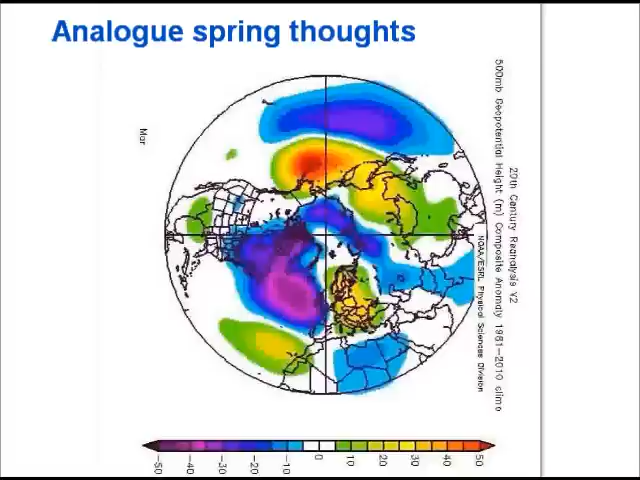 Analogue spring thoughts
20th Century Reanalysis V2
500mb Geopotential Height (m) Composite Anomaly 1981-2010 climo
NOAA/ESRL Physical Sciences Division
Mar
-50 -40 -30 -20 -10 0 10 20 30 40 50